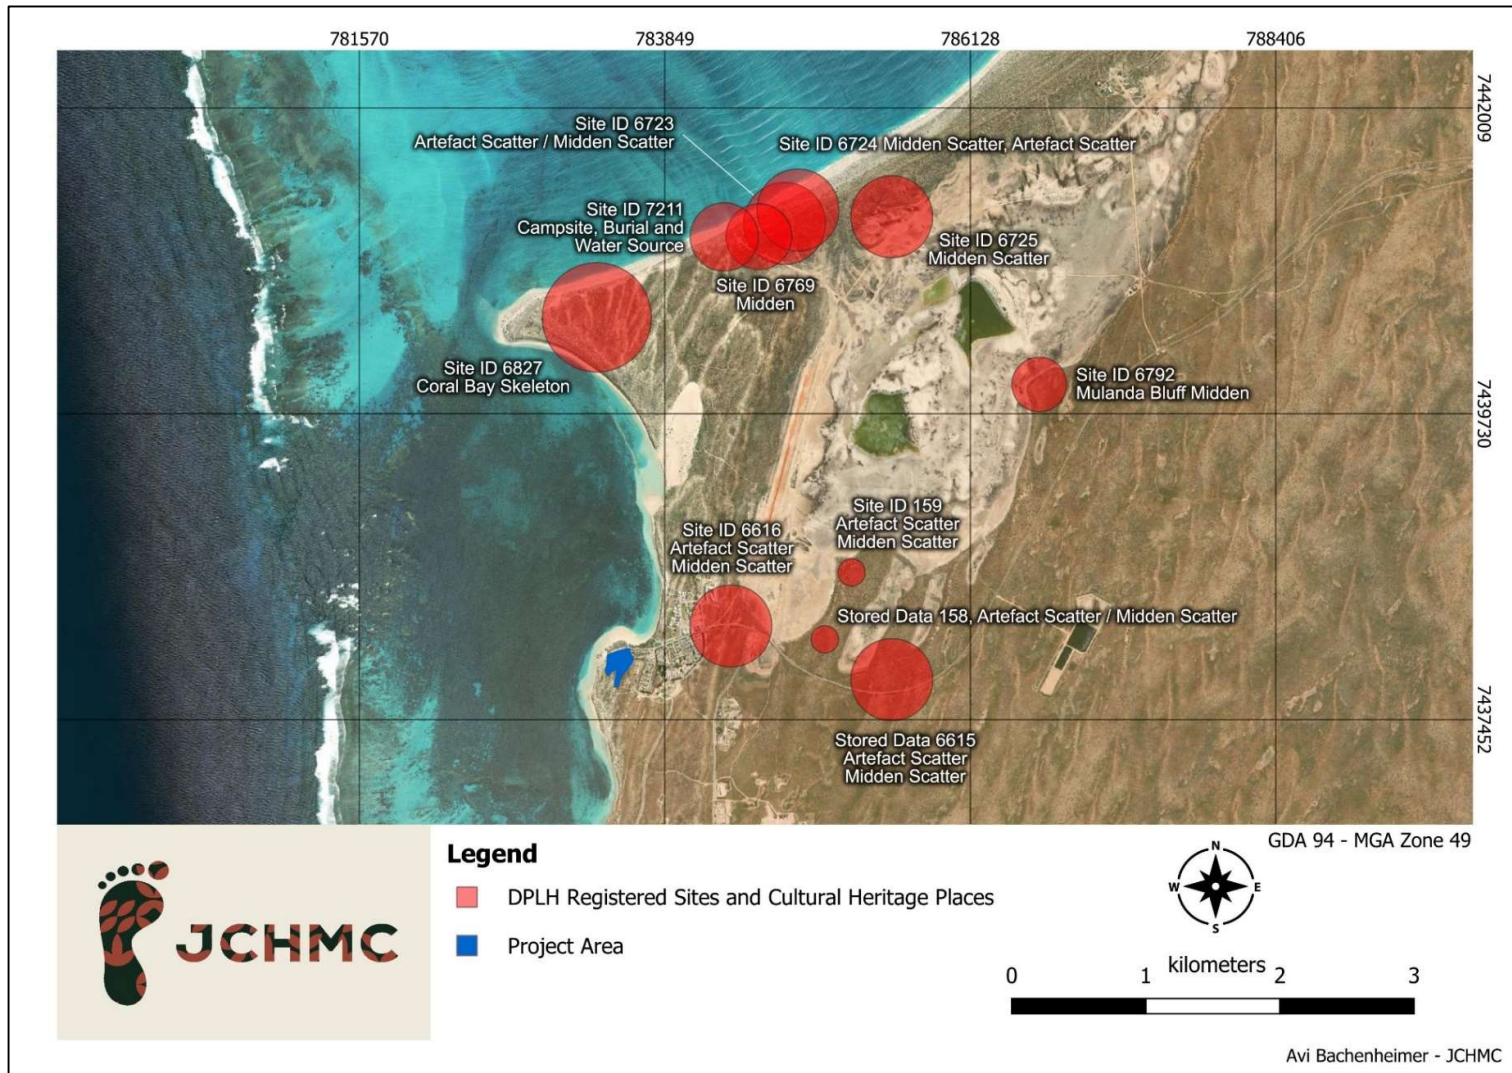 781570
783849
786128
788406
7442009
7439730
7437452
Site ID 6723
Artefact Scatter / Midden Scatter
Site ID 6724 Midden Scatter, Artefact Scatter
Site ID 7211
Campsite, Burial and
Water Source
Site ID 6725
Midden Scatter
Site ID 6769
Midden
Site ID 6827
Coral Bay Skeleton
Site ID 6792
Mulanda Bluff Midden
Site ID 159
Artefact Scatter
Midden Scatter
Site ID 6616
Artefact Scatter
Midden Scatter
Stored Data 158, Artefact Scatter / Midden Scatter
Stored Data 6615
Artefact Scatter
Midden Scatter
JCHMC
Legend
DPLH Registered Sites and Cultural Heritage Places
Project Area
GDA 94 - MGA Zone 49
N
W
E
S
kilometers
0
1
2
3
Avi Bachenheimer - JCHMC